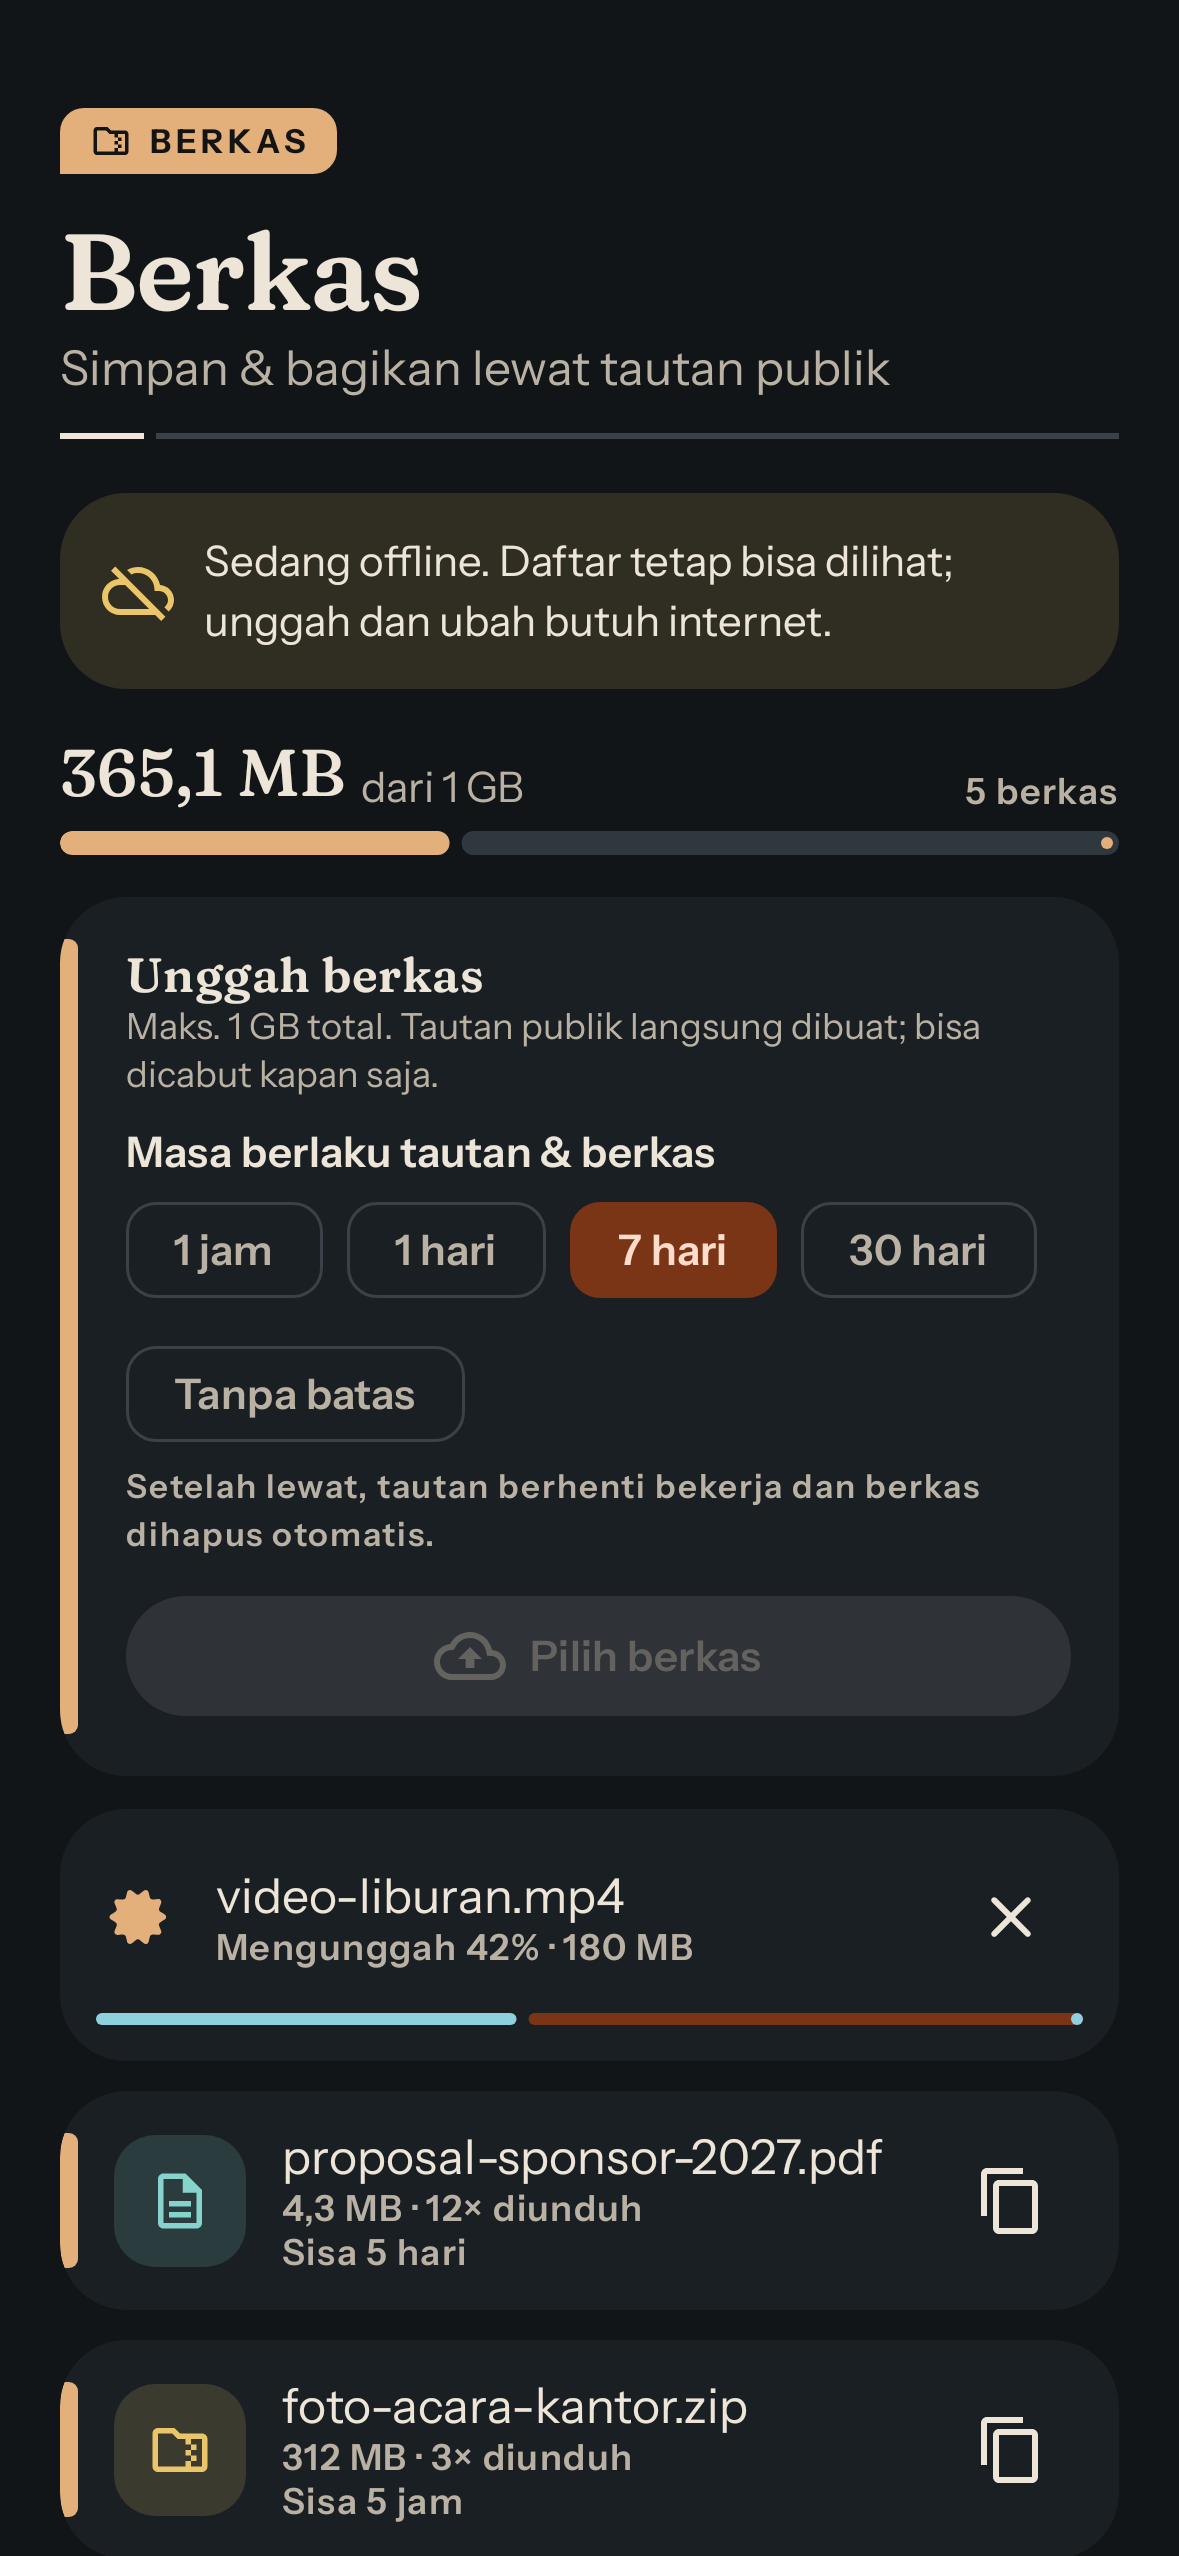 BERKAS
Berkas
Simpan & bagikan lewat tautan publik
Sedang offline. Daftar tetap bisa dilihat;
unggah dan ubah butuh internet.
365,1 MB dari 1 GB
5 berkas
Unggah berkas
Maks. 1 GB total. Tautan publik langsung dibuat; bisa
dicabut kapan saja.
Masa berlaku tautan & berkas
1 jam
1 hari
7 hari
30 hari
Tanpa batas
Setelah lewat, tautan berhenti bekerja dan berkas
dihapus otomatis.
Pilih berkas
video-liburan.mp4
Mengunggah 42% · 180 MB
proposal-sponsor-2027.pdf
4,3 MB · 12× diunduh
Sisa 5 hari
foto-acara-kantor.zip
312 MB · 3× diunduh
Sisa 5 jam